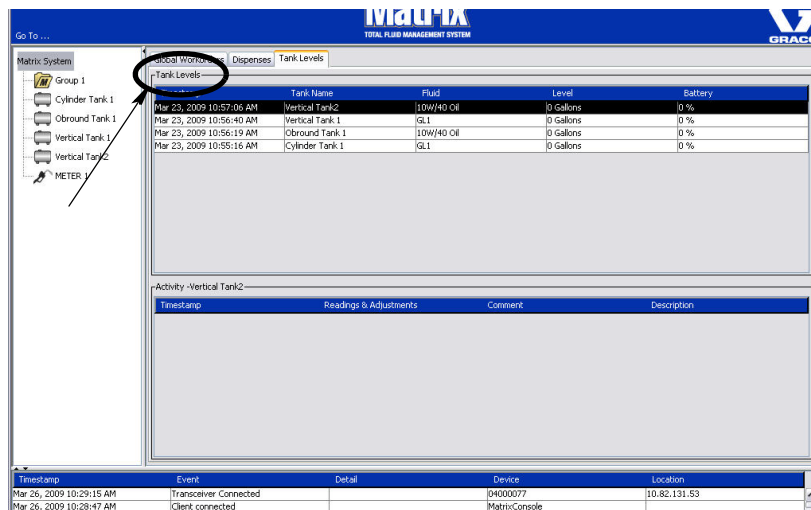 Matrix
Go To ...
TOTAL FLUID MANAGEMENT SYSTEM
GRACO
Matrix System
Group 1
Cylinder Tank 1
Obround Tank 1
Vertical Tank 1
Vertical Tank2
METER 1
Global Workorders Dispenses Tank Levels
Tank Levels
Tank Name Fluid Level Battery
Mar 23, 2009 10:57:06 AM Vertical Tank2 10W/40 Oil 0 Gallons 0 %
Mar 23, 2009 10:56:40 AM Vertical Tank 1 GL1 0 Gallons 0 %
Mar 23, 2009 10:56:19 AM Obround Tank 1 10W/40 Oil 0 Gallons 0 %
Mar 23, 2009 10:55:16 AM Cylinder Tank 1 GL1 0 Gallons 0 %
Activity -Vertical Tank2
Timestamp Readings & Adjustments Comment Description
Timestamp Event Detail Device Location
Mar 26, 2009 10:29:15 AM Transceiver Connected 04000077 10.82.131.53
Mar 26, 2009 10:28:47 AM Client connected MatrixConsole